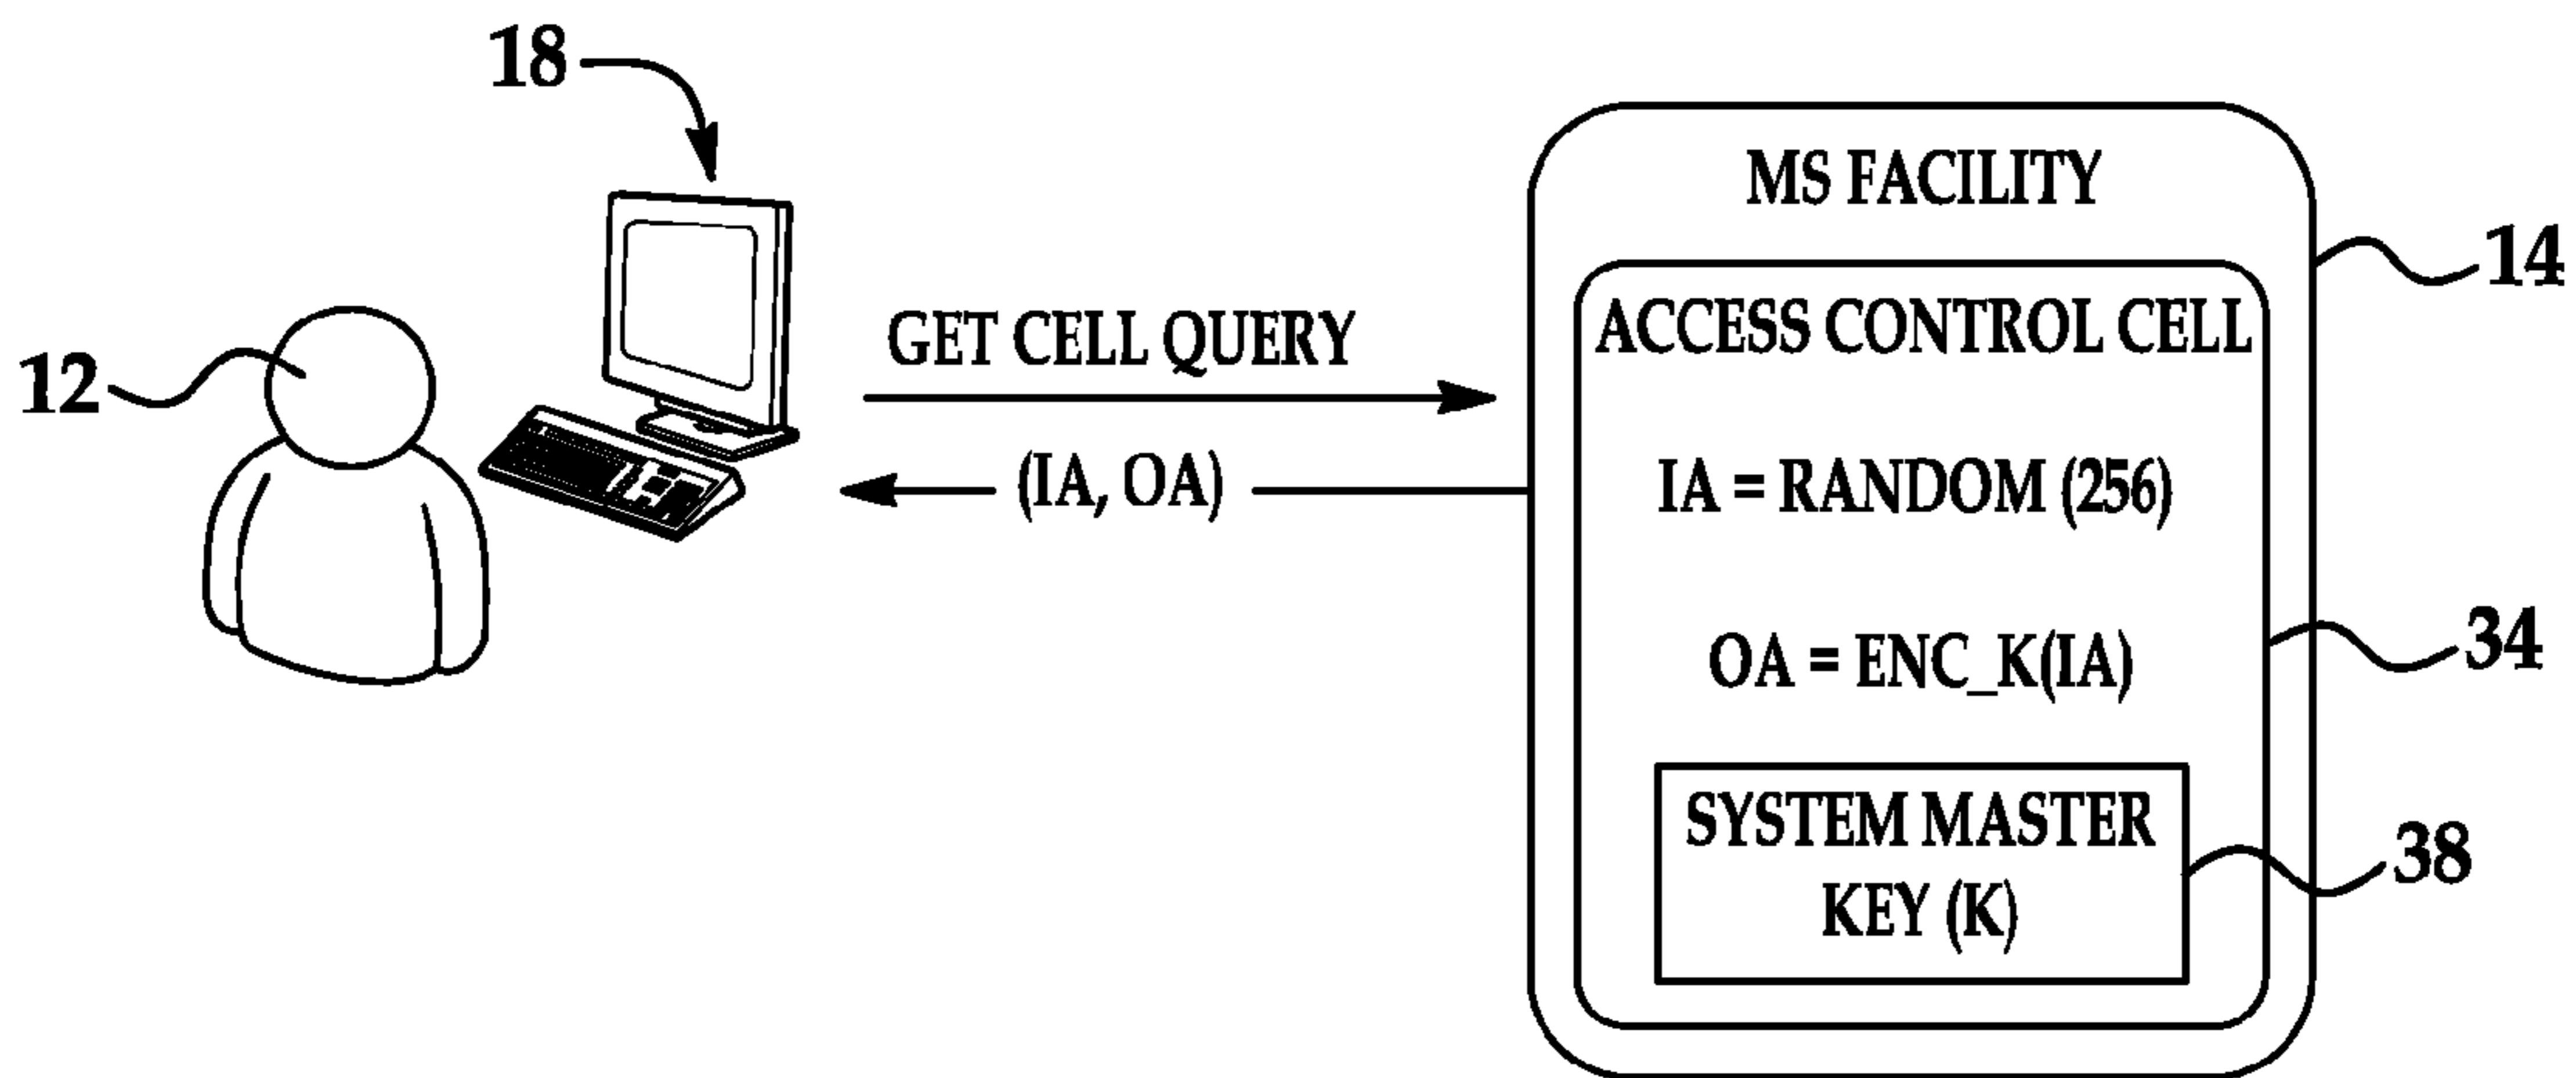 18
MS FACILITY
14
ACCESS CONTROL CELL
GET CELL QUERY
12
(IA, OA)
IA = RANDOM (256)
34
OA = ENC_K(IA)
SYSTEM MASTER
KEY (K)
38